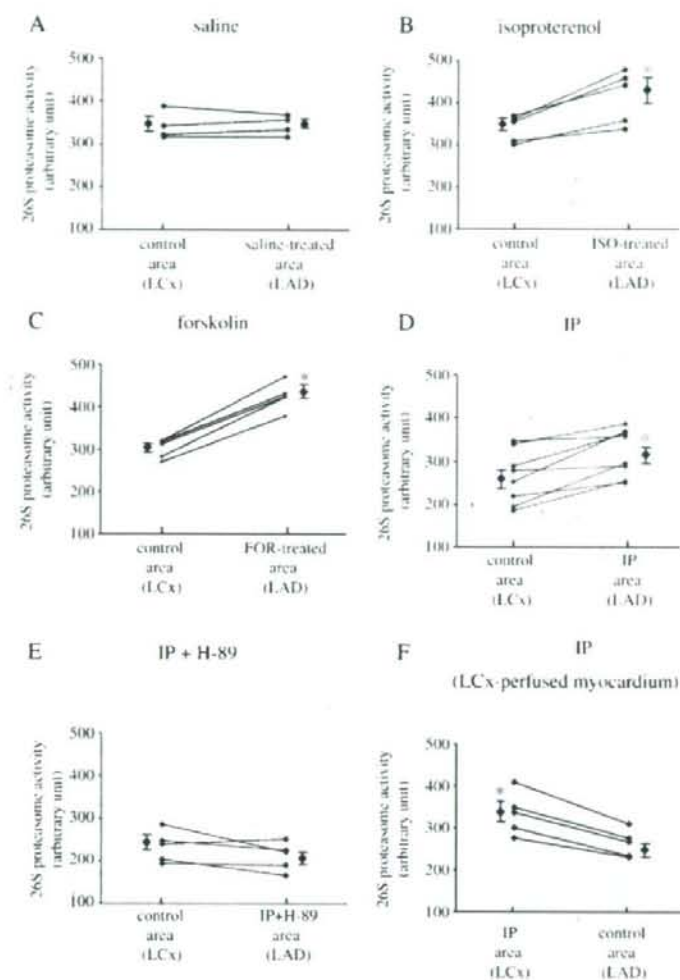 A
saline
26S proteasome activity
(arbitrary unit)
500
400
300
200
100
control
area
(LCx)
saline-treated
area
(LAD)
B
isoproterenol
26S proteasome activity
(arbitrary unit)
500
400
300
200
100
control
area
(LCx)
ISO-treated
area
(LAD)
*
C
forskolin
26S proteasome activity
(arbitrary unit)
500
400
300
200
100
control
area
(LCx)
FOR-treated
area
(LAD)
*
D
IP
26S proteasome activity
(arbitrary unit)
500
400
300
200
100
control
area
(LCx)
IP
area
(LAD)
*
E
IP + H-89
26S proteasome activity
(arbitrary unit)
500
400
300
200
100
control
area
(LCx)
IP+H-89
area
(LAD)
F
IP
(LCx-perfused myocardium)
26S proteasome activity
(arbitrary unit)
500
400
300
200
100
*
IP
area
(LCx)
control
area
(LAD)